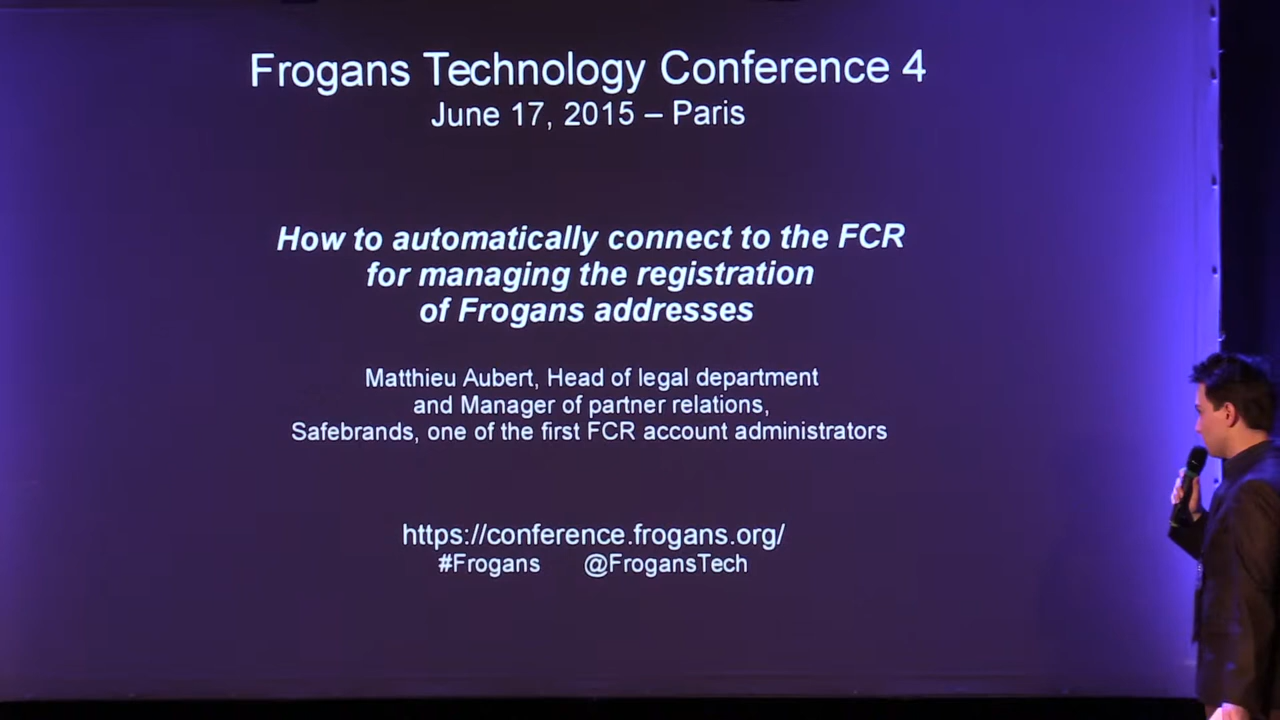 Frogans Technology Conference 4
June 17, 2015 – Paris
How to automatically connect to the FCR
for managing the registration
of Frogans addresses
Matthieu Aubert, Head of legal department
and Manager of partner relations,
Safebrands, one of the first FCR account administrators
https://conference.frogans.org/
#Frogans @FrogansTech